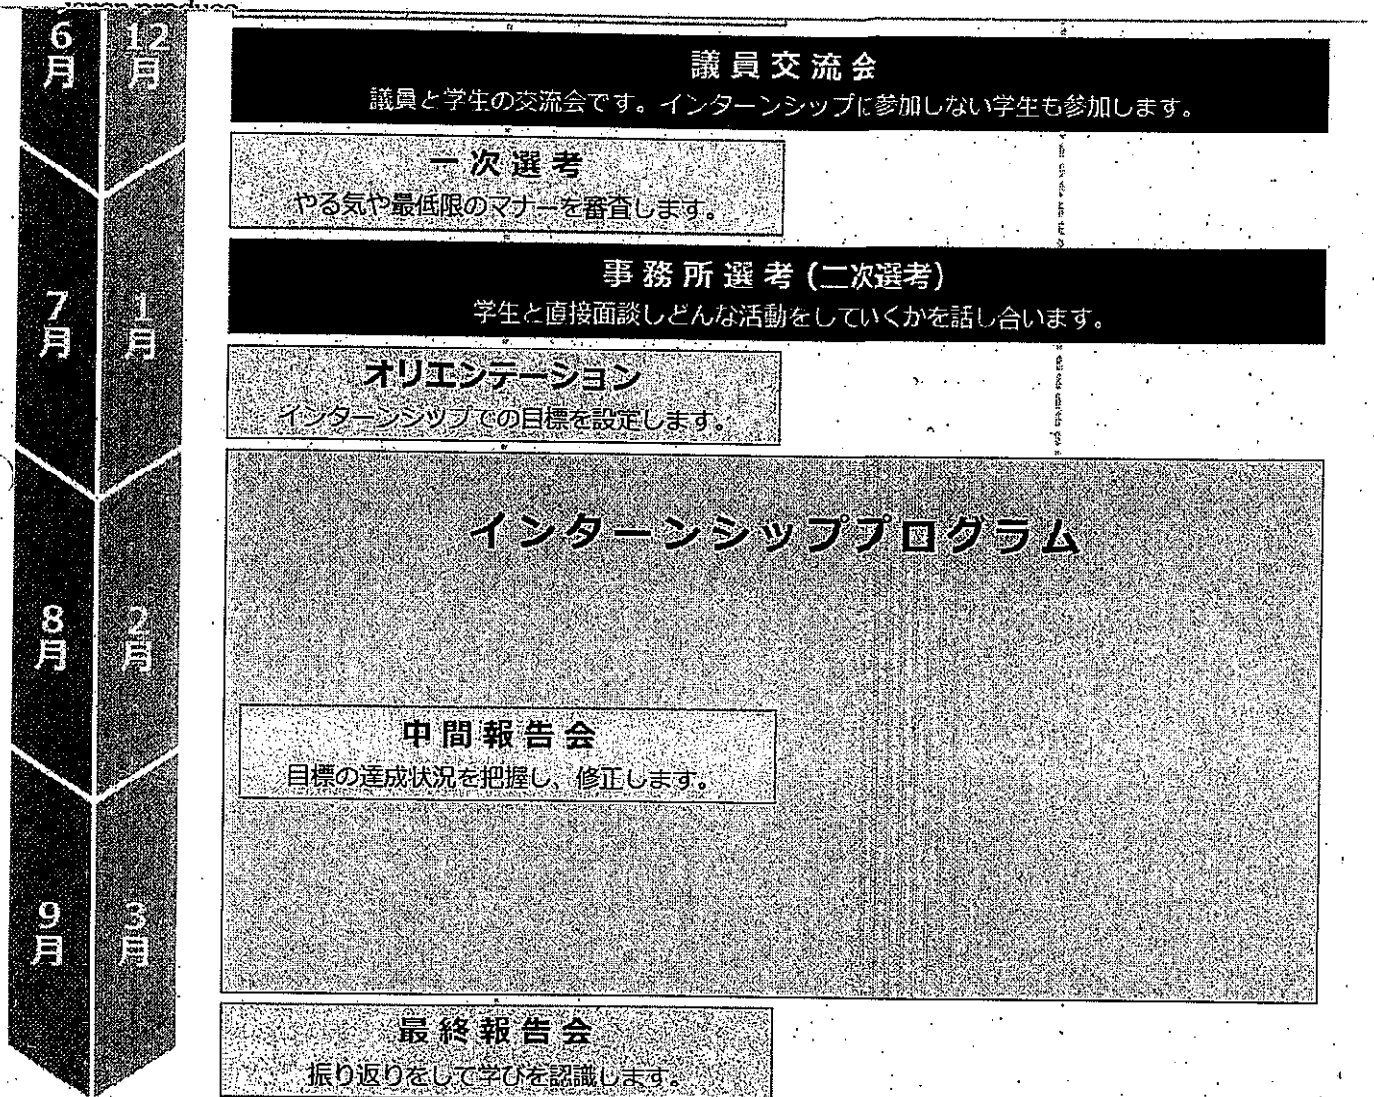 6月
12月
議員交流会
議員と学生の交流会です。インターンシップに参加しない学生も参加します。
一次選考
やる気や最低限のマナーを審査します。
事務所選考(二次選考)
学生と直接面談しどんな活動をしていくかを話し合います。
7月
1月
オリエンテーション
インターンシップでの目標を設定します。
インターンシッププログラム
8月
2月
中間報告会
目標の達成状況を把握し、修正します。
9月
3月
最終報告会
振り返りをして学びを認識します。